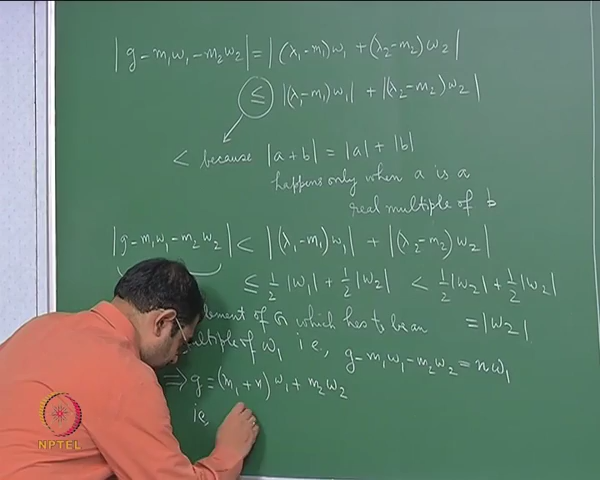 |g-m₁ω₁-m₂ω₂| = |(λ₁-m₁)ω₁ + (λ₂-m₂)ω₂|
≤ |(λ₁-m₁)ω₁| + |(λ₂-m₂)ω₂|
< because |a+b| = |a| + |b|
happens only when a is a
real multiple of b
|g-m₁ω₁-m₂ω₂| < |(λ₁-m₁)ω₁| + |(λ₂-m₂)ω₂|
≤ ½|ω₁| + ½|ω₂| < ½|ω₂| + ½|ω₂|
of G which has to be an = |ω₂|
of ω₁ i.e., g-m₁ω₁-m₂ω₂ = nω₁
⇒ g = (m₁+n)ω₁ + m₂ω₂
ie,
NPTEL